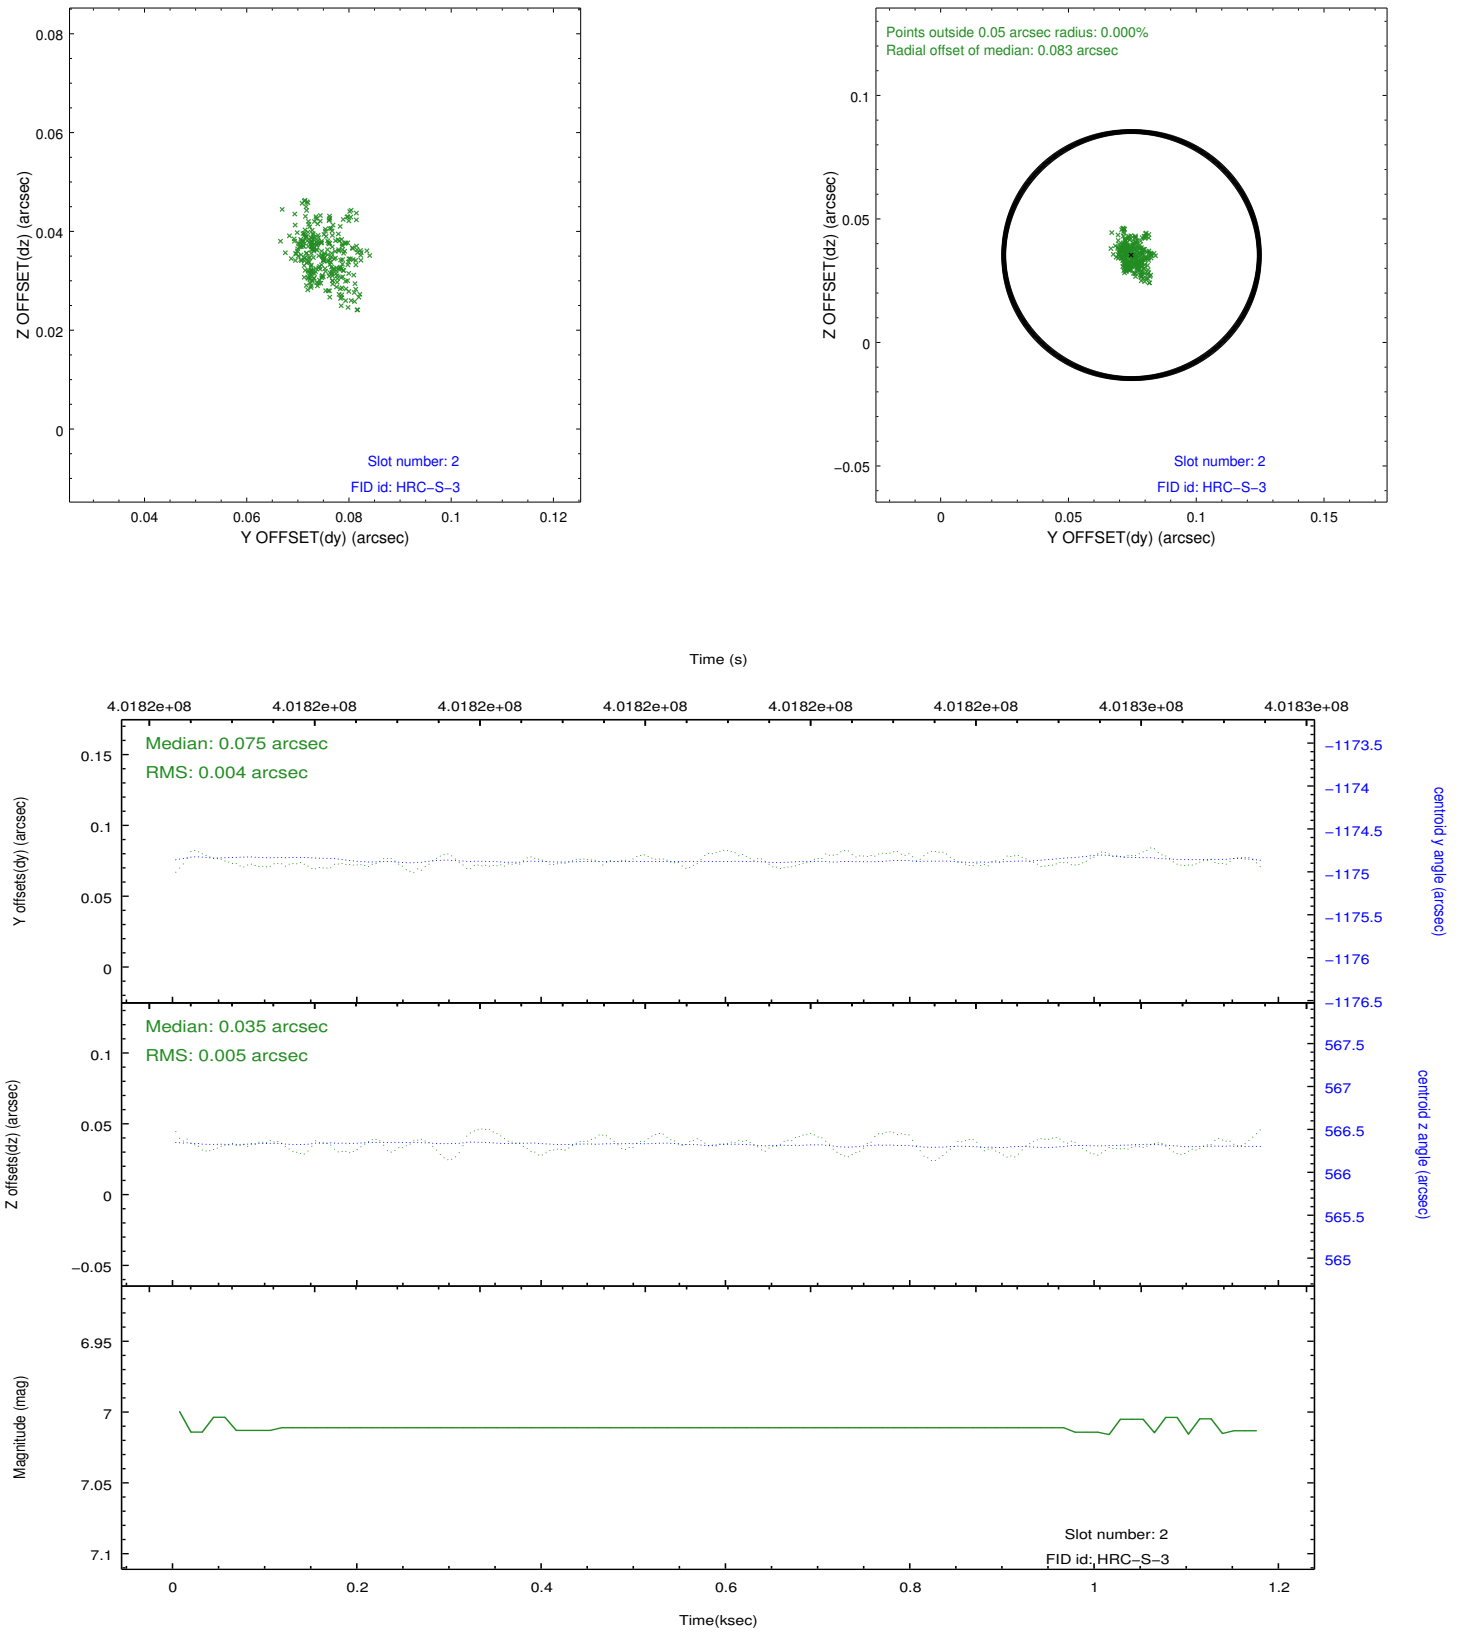 0.08
0.06
0.04
0.02
0
Z OFFSET(dz) (arcsec)
Slot number: 2
FID id: HRC−S−3
0.04 0.06 0.08 0.1 0.12
Y OFFSET(dy) (arcsec)
Points outside 0.05 arcsec radius: 0.000%
Radial offset of median: 0.083 arcsec
0.1
0.05
0
−0.05
Z OFFSET(dz) (arcsec)
Slot number: 2
FID id: HRC−S−3
0 0.05 0.1 0.15
Y OFFSET(dy) (arcsec)
Time (s)
4.0182e+08 4.0182e+08 4.0182e+08 4.0182e+08 4.0182e+08 4.0182e+08 4.0183e+08 4.0183e+08
Median: 0.075 arcsec
RMS: 0.004 arcsec
0.15
0.1
0.05
0
Y offsets(dy) (arcsec)
−1173.5
−1174
−1174.5
−1175
−1175.5
−1176
−1176.5
centroid y angle (arcsec)
Median: 0.035 arcsec
RMS: 0.005 arcsec
0.1
0.05
0
−0.05
Z offsets(dz) (arcsec)
567.5
567
566.5
566
565.5
565
centroid z angle (arcsec)
6.95
7
7.05
7.1
Magnitude (mag)
Slot number: 2
FID id: HRC−S−3
0 0.2 0.4 0.6 0.8 1 1.2
Time(ksec)